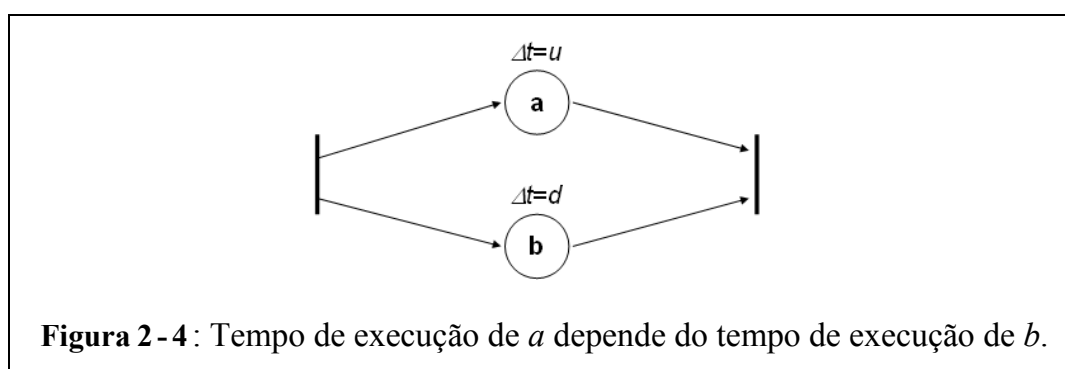 Δt=u
a
Δt=d
b
Figura 2-4: Tempo de execução de a depende do tempo de execução de b.